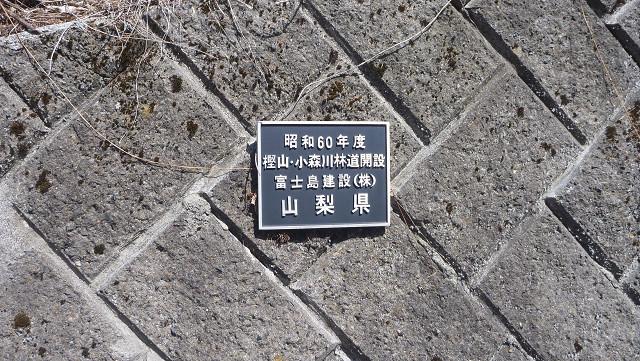 昭和60年度
樫山・小森川林道開設
富士島建設(株)
山梨県